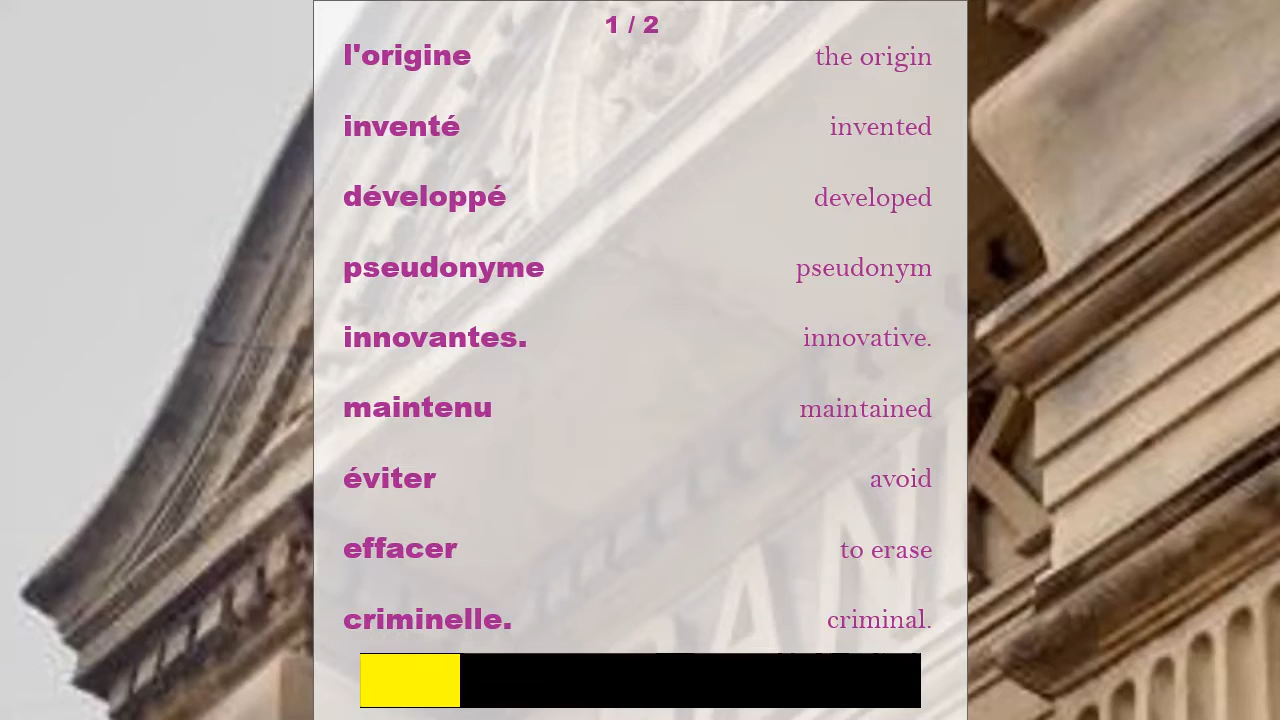 1 / 2
l'origine the origin
inventé invented
développé developed
pseudonyme pseudonym
innovantes. innovative.
maintenu maintained
éviter avoid
effacer to erase
criminelle. criminal.
BANK